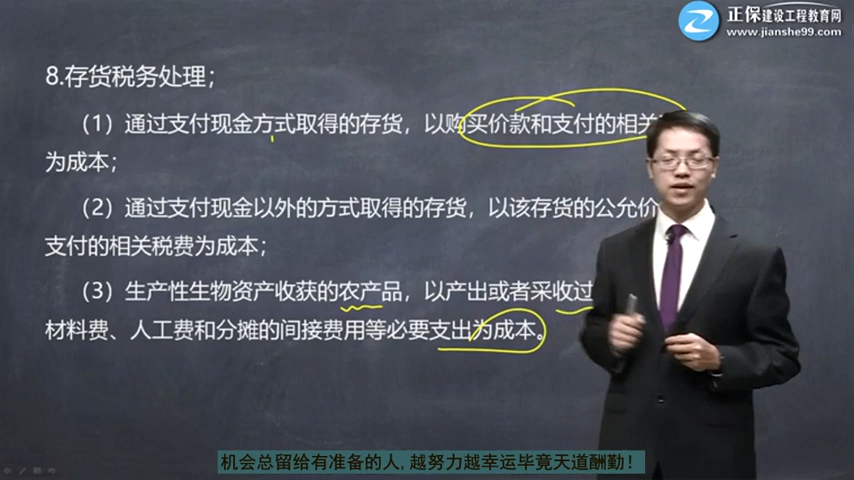 正保建设工程教育网
www.jianshe99.com
8.存货税务处理；
（1）通过支付现金方式取得的存货，以购买价款和支付的相关
为成本；
（2）通过支付现金以外的方式取得的存货，以该存货的公允价
支付的相关税费为成本；
（3）生产性生物资产收获的农产品，以产出或者采收过
材料费、人工费和分摊的间接费用等必要支出为成本。
机会总留给有准备的人,越努力越幸运毕竟天道酬勤！